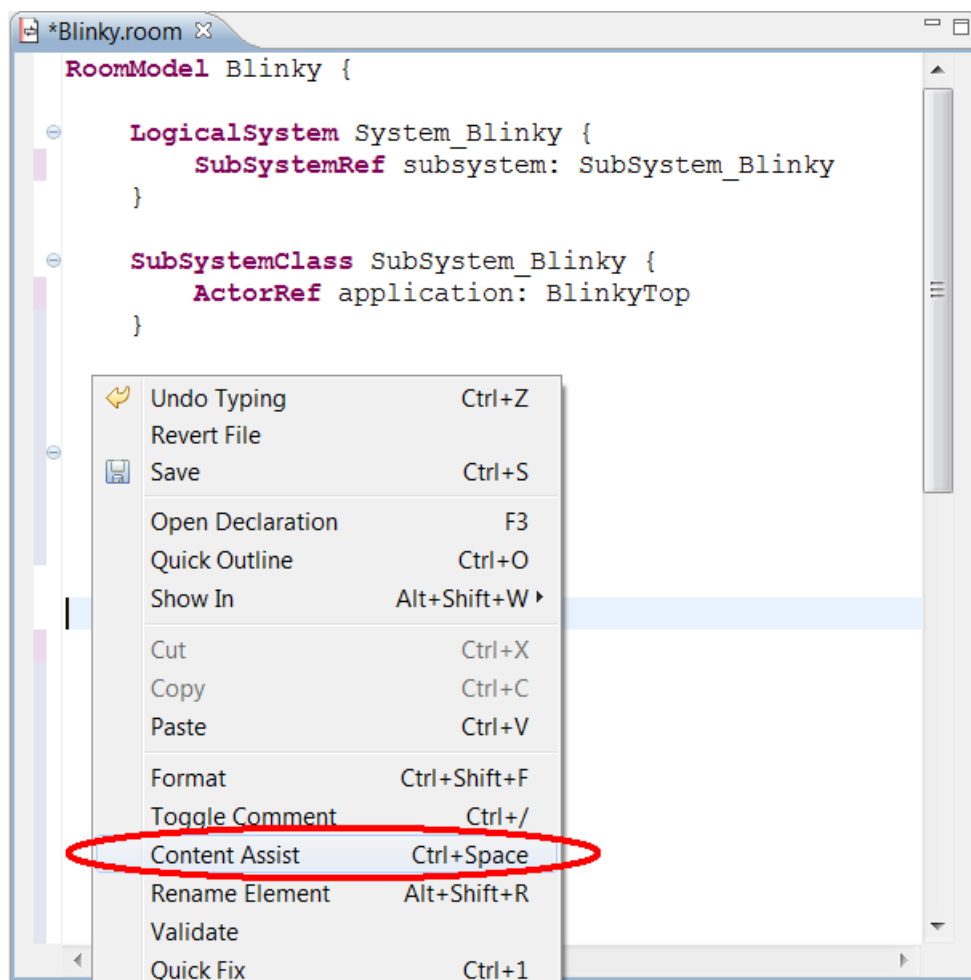 *Blinky.room
RoomModel Blinky {
LogicalSystem System_Blinky {
SubSystemRef subsystem: SubSystem_Blinky
}
SubSystemClass SubSystem_Blinky {
ActorRef application: BlinkyTop
}
Undo Typing Ctrl+Z
Revert File
Save Ctrl+S
Open Declaration F3
Quick Outline Ctrl+O
Show In Alt+Shift+W
Cut Ctrl+X
Copy Ctrl+C
Paste Ctrl+V
Format Ctrl+Shift+F
Toggle Comment Ctrl+/
Content Assist Ctrl+Space
Rename Element Alt+Shift+R
Validate
Quick Fix Ctrl+1